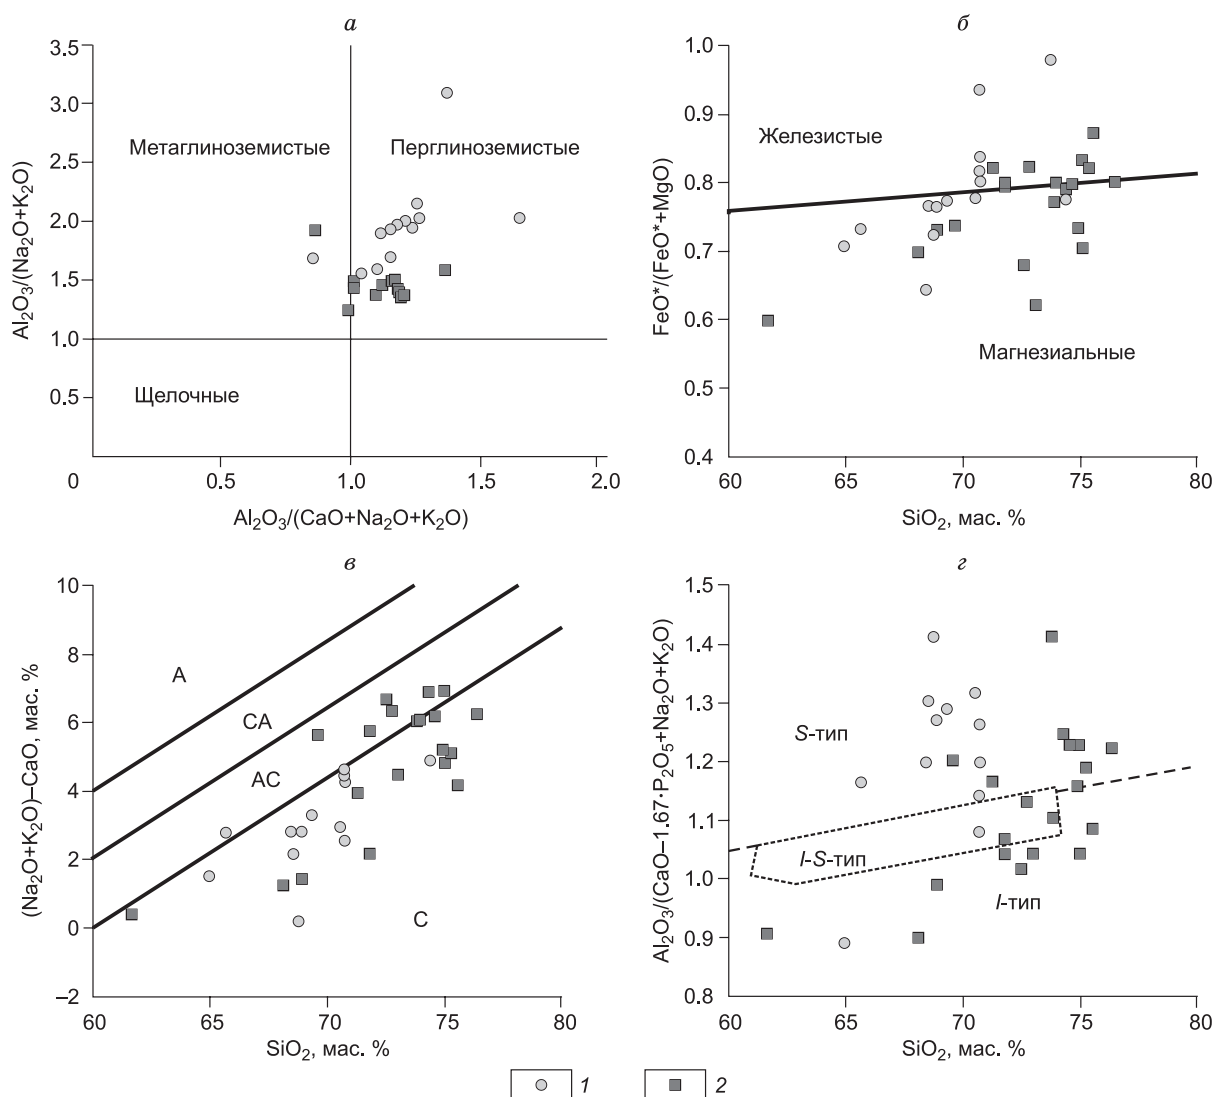 а
Al₂O₃/(Na₂O+K₂O)
3.5
3.0
2.5
2.0
1.5
1.0
0.5
0
Метаглиноземистые
Перглиноземистые
Щелочные
0.5
1.0
1.5
2.0
Al₂O₃/(CaO+Na₂O+K₂O)
б
FeO*/(FeO*+MgO)
1.0
0.9
0.8
0.7
0.6
0.5
0.4
Железистые
Магнезиальные
60
65
70
75
80
SiO₂, мас. %
в
(Na₂O+K₂O)–CaO, мас. %
10
8
6
4
2
0
–2
A
CA
AC
C
60
65
70
75
80
SiO₂, мас. %
г
Al₂O₃/(CaO–1.67·P₂O₅+Na₂O+K₂O)
1.5
1.4
1.3
1.2
1.1
1.0
0.9
0.8
S-тип
I-S-тип
I-тип
60
65
70
75
80
SiO₂, мас. %
1
2